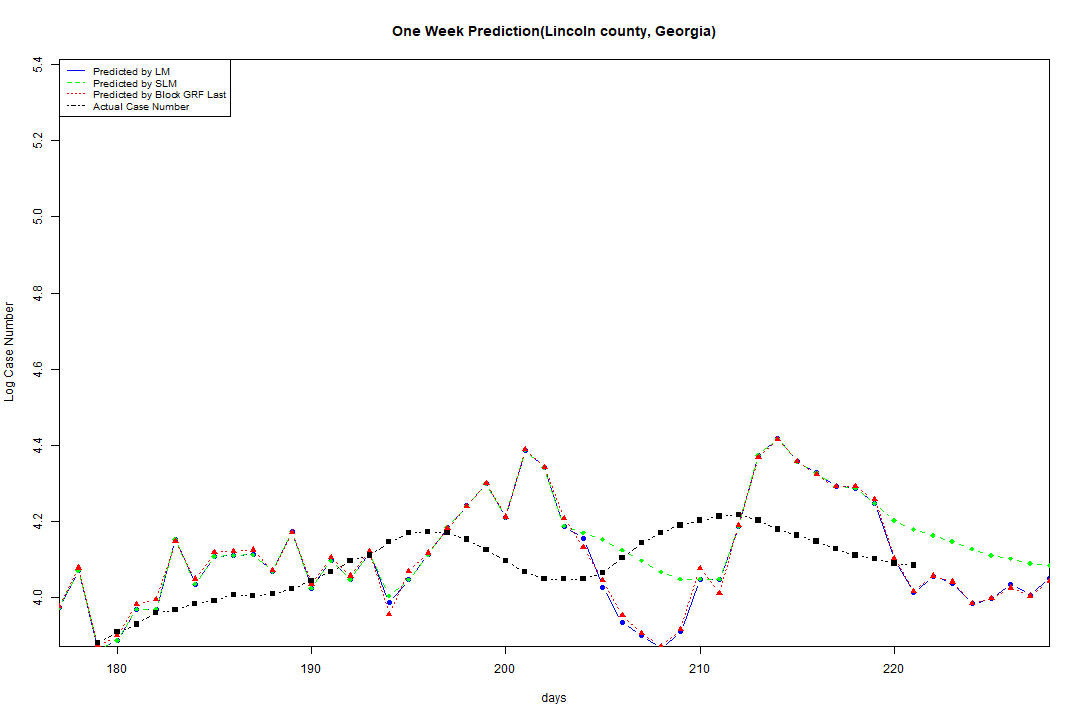 One Week Prediction(Lincoln county, Georgia)
Predicted by LM
Predicted by SLM
Predicted by Block GRF Last
Actual Case Number
Log Case Number
5.4
5.2
5.0
4.8
4.6
4.4
4.2
4.0
180 190 200 210 220
days